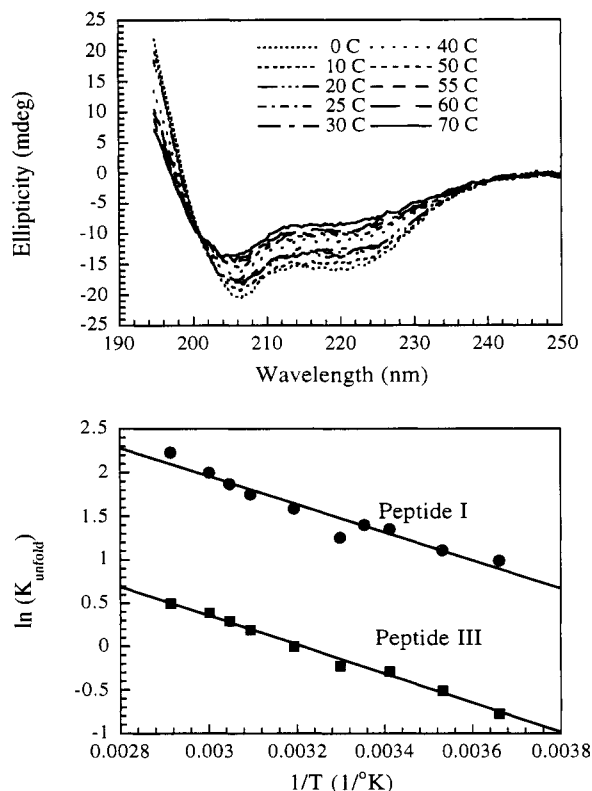 25
20
15
10
5
0
-5
-10
-15
-20
-25
Ellipticity (mdeg)
0 C 40 C
10 C 50 C
20 C 55 C
25 C 60 C
30 C 70 C
190 200 210 220 230 240 250
Wavelength (nm)
2.5
2
1.5
1
0.5
0
-0.5
-1
ln (K unfold)
Peptide I
Peptide III
0.0028 0.003 0.0032 0.0034 0.0036 0.0038
1/T (1/°K)